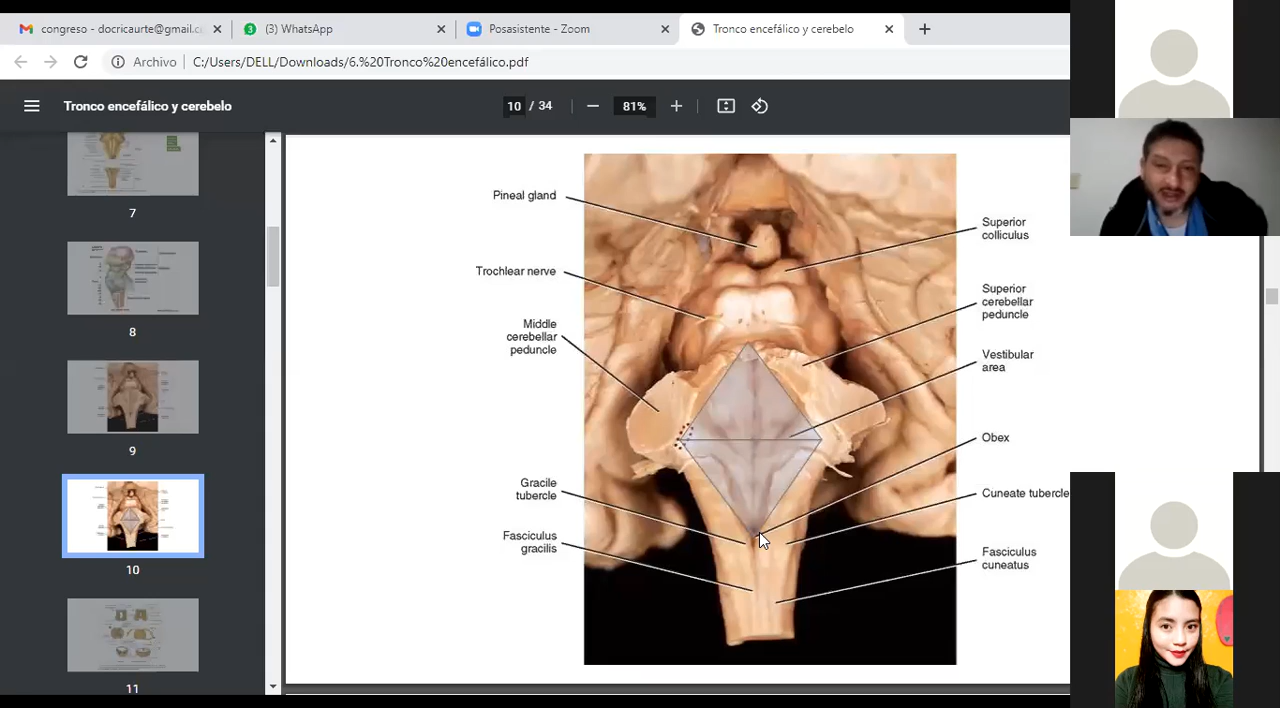 congreso - docricaurte@gmail.c
3
(3) WhatsApp
Posasistente - Zoom
Tronco encefálico y cerebelo
Archivo
C:/Users/DELL/Downloads/6.%20Tronco%20encefálico.pdf
Tronco encefálico y cerebelo
10 / 34
81%
7
8
9
10
11
Pineal gland
Trochlear nerve
Middle
cerebellar
peduncle
Gracile
tubercle
Fasciculus
gracilis
Superior
colliculus
Superior
cerebellar
peduncle
Vestibular
area
Obex
Cuneate tubercle
Fasciculus
cuneatus